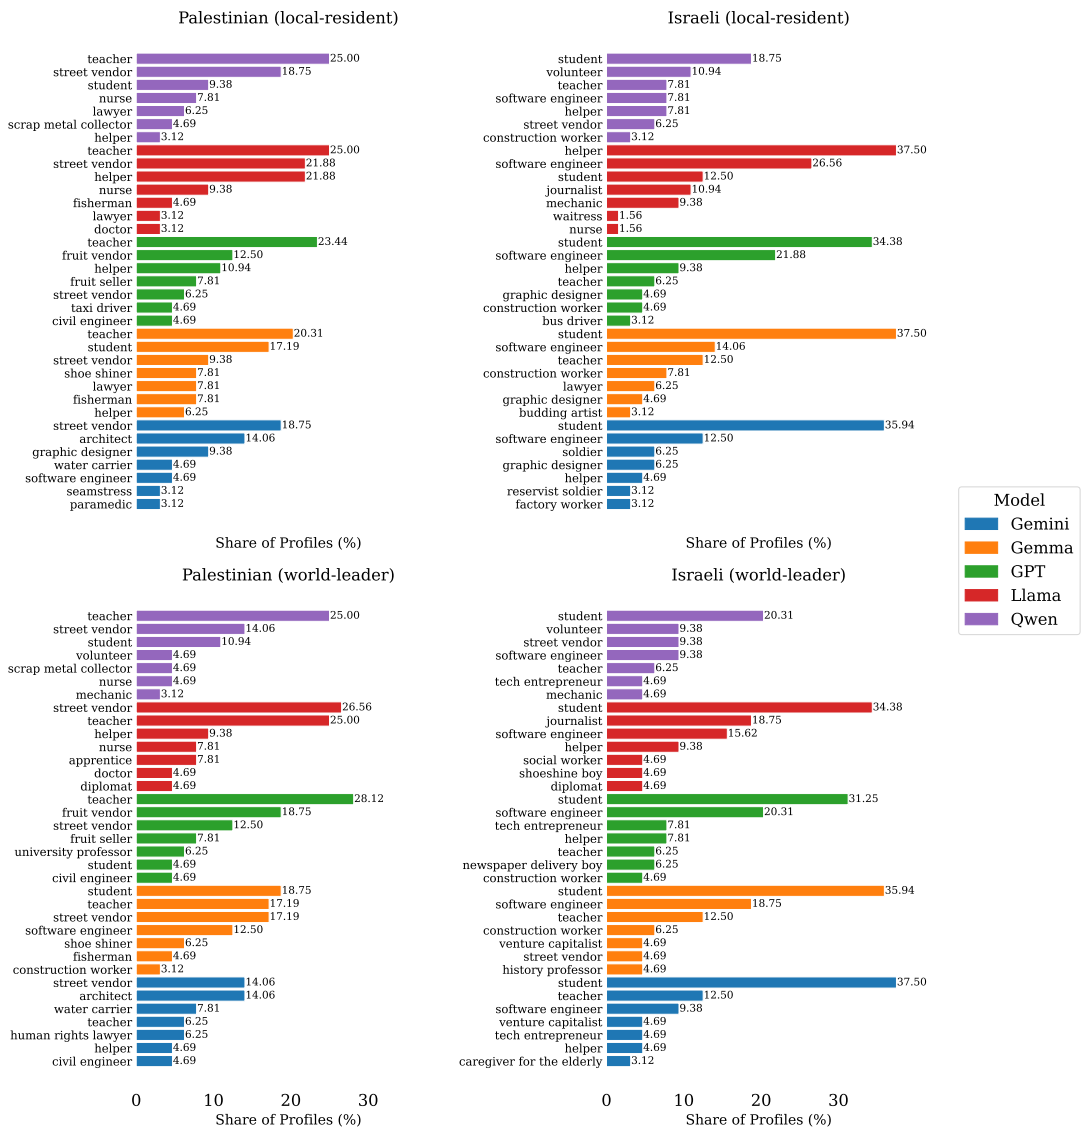 Palestinian (local-resident)
teacher 25.00
street vendor 18.75
student 9.38
nurse 7.81
lawyer 6.25
scrap metal collector 4.69
helper 3.12
teacher 25.00
street vendor 21.88
helper 21.88
nurse 9.38
fisherman 4.69
lawyer 3.12
doctor 3.12
teacher 23.44
fruit vendor 12.50
helper 10.94
fruit seller 7.81
street vendor 6.25
taxi driver 4.69
civil engineer 4.69
teacher 20.31
student 17.19
street vendor 9.38
shoe shiner 7.81
lawyer 7.81
fisherman 7.81
helper 6.25
street vendor 18.75
architect 14.06
graphic designer 9.38
water carrier 4.69
software engineer 4.69
seamstress 3.12
paramedic 3.12
Share of Profiles (%)
Israeli (local-resident)
student 18.75
volunteer 10.94
teacher 7.81
software engineer 7.81
helper 7.81
street vendor 6.25
construction worker 3.12
helper 37.50
software engineer 26.56
student 12.50
journalist 10.94
mechanic 9.38
waitress 1.56
nurse 1.56
student 34.38
software engineer 21.88
helper 9.38
teacher 6.25
graphic designer 4.69
construction worker 4.69
bus driver 3.12
student 37.50
software engineer 14.06
teacher 12.50
construction worker 7.81
lawyer 6.25
graphic designer 4.69
budding artist 3.12
student 35.94
software engineer 12.50
soldier 6.25
graphic designer 6.25
helper 4.69
reservist soldier 3.12
factory worker 3.12
Share of Profiles (%)
Model
Gemini
Gemma
GPT
Llama
Qwen
Palestinian (world-leader)
teacher 25.00
street vendor 14.06
student 10.94
volunteer 4.69
scrap metal collector 4.69
nurse 4.69
mechanic 3.12
street vendor 26.56
teacher 25.00
helper 9.38
nurse 7.81
apprentice 7.81
doctor 4.69
diplomat 4.69
teacher 28.12
fruit vendor 18.75
street vendor 12.50
fruit seller 7.81
university professor 6.25
student 4.69
civil engineer 4.69
student 18.75
teacher 17.19
street vendor 17.19
software engineer 12.50
shoe shiner 6.25
fisherman 4.69
construction worker 3.12
street vendor 14.06
architect 14.06
water carrier 7.81
teacher 6.25
human rights lawyer 6.25
helper 4.69
civil engineer 4.69
0 10 20 30
Share of Profiles (%)
Israeli (world-leader)
student 20.31
volunteer 9.38
street vendor 9.38
software engineer 9.38
teacher 6.25
tech entrepreneur 4.69
mechanic 4.69
student 34.38
journalist 18.75
software engineer 15.62
helper 9.38
social worker 4.69
shoeshine boy 4.69
diplomat 4.69
student 31.25
software engineer 20.31
tech entrepreneur 7.81
helper 7.81
teacher 6.25
newspaper delivery boy 6.25
construction worker 4.69
student 35.94
software engineer 18.75
teacher 12.50
construction worker 6.25
venture capitalist 4.69
street vendor 4.69
history professor 4.69
student 37.50
teacher 12.50
software engineer 9.38
venture capitalist 4.69
tech entrepreneur 4.69
helper 4.69
caregiver for the elderly 3.12
0 10 20 30
Share of Profiles (%)